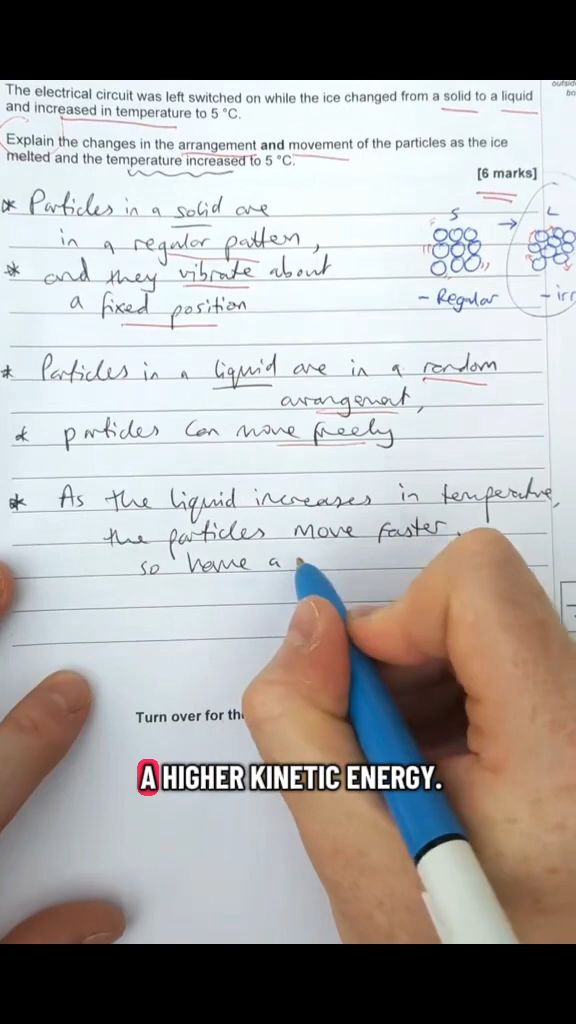 outside
bo
The electrical circuit was left switched on while the ice changed from a solid to a liquid
and increased in temperature to 5 °C.
Explain the changes in the arrangement and movement of the particles as the ice
melted and the temperature increased to 5 °C.
[6 marks]
* Particles in a solid are
in a regular pattern,
* and they vibrate about
a fixed position
S → L
- Regular - irr
* Particles in a liquid are in a random
arrangement,
* particles can move freely
* As the liquid increases in temperature,
the particles move faster
so have a
Turn over for th
A HIGHER KINETIC ENERGY.